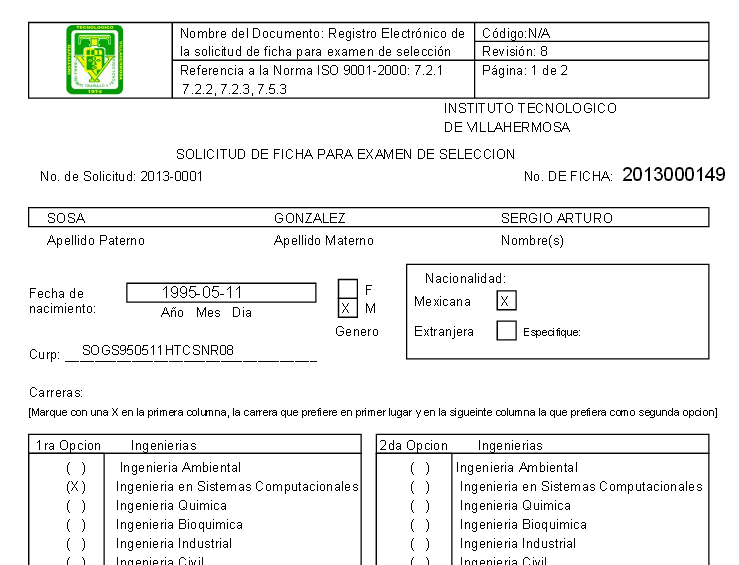 TECNOLOGICO
1974
Nombre del Documento: Registro Electrónico de la solicitud de ficha para examen de selección
Código:N/A
Revisión: 8
Referencia a la Norma ISO 9001-2000: 7.2.1
7.2.2, 7.2.3, 7.5.3
Página: 1 de 2
INSTITUTO TECNOLOGICO
DE VILLAHERMOSA
SOLICITUD DE FICHA PARA EXAMEN DE SELECCION
No. de Solicitud: 2013-0001 No. DE FICHA: 2013000149
SOSA GONZALEZ SERGIO ARTURO
Apellido Paterno Apellido Materno Nombre(s)
Fecha de
nacimiento:
1995-05-11
Año Mes Dia
F
X M
Genero
Nacionalidad:
Mexicana X
Extranjera Especifique:
Curp: SOGS950511HTCSNR08
Carreras:
[Marque con una X en la primera columna, la carrera que prefiere en primer lugar y en la sigueinte columna la que prefiera como segunda opcion]
1ra Opcion Ingenierias
( ) Ingenieria Ambiental
(X) Ingenieria en Sistemas Computacionales
( ) Ingenieria Quimica
( ) Ingenieria Bioquimica
( ) Ingenieria Industrial
( ) Ingenieria Civil
2da Opcion Ingenierias
( ) Ingenieria Ambiental
( ) Ingenieria en Sistemas Computacionales
( ) Ingenieria Quimica
( ) Ingenieria Bioquimica
( ) Ingenieria Industrial
( ) Ingenieria Civil